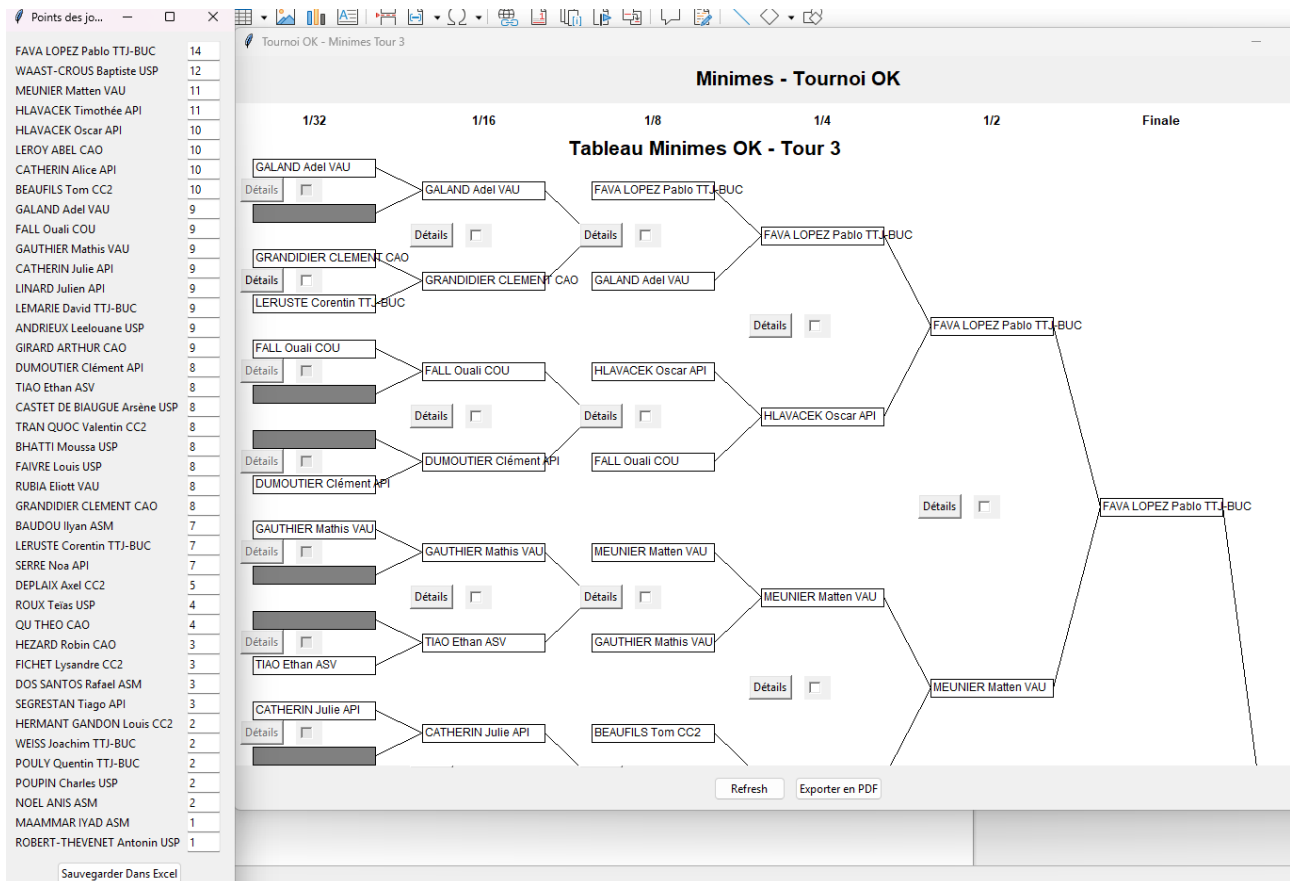 Points des jo...
FAVA LOPEZ Pablo TTJ-BUC 14
WAAST-CROUS Baptiste USP 12
MEUNIER Matten VAU 11
HLAVACEK Timothée API 11
HLAVACEK Oscar API 10
LEROY ABEL CAO 10
CATHERIN Alice API 10
BEAUFILS Tom CC2 10
GALAND Adel VAU 9
FALL Ouali COU 9
GAUTHIER Mathis VAU 9
CATHERIN Julie API 9
LINARD Julien API 9
LEMARIE David TTJ-BUC 9
ANDRIEUX Leelouane USP 9
GIRARD ARTHUR CAO 9
DUMOUTIER Clément API 8
TIAO Ethan ASV 8
CASTET DE BIAUGUE Arsène USP 8
TRAN QUOC Valentin CC2 8
BHATTI Moussa USP 8
FAIVRE Louis USP 8
RUBIA Eliott VAU 8
GRANDIDIER CLEMENT CAO 8
BAUDOU Ilyan ASM 7
LERUSTE Corentin TTJ-BUC 7
SERRE Noa API 7
DEPLAIX Axel CC2 5
ROUX Teïas USP 4
QU THEO CAO 4
HEZARD Robin CAO 3
FICHET Lysandre CC2 3
DOS SANTOS Rafael ASM 3
SEGRESTAN Tiago API 3
HERMANT GANDON Louis CC2 2
WEISS Joachim TTJ-BUC 2
POULY Quentin TTJ-BUC 2
POUPIN Charles USP 2
NOEL ANIS ASM 2
MAAMMAR IYAD ASM 1
ROBERT-THEVENET Antonin USP 1
Sauvegarder Dans Excel
Tournoi OK - Minimes Tour 3
Minimes - Tournoi OK
1/32 1/16 1/8 1/4 1/2 Finale
Tableau Minimes OK - Tour 3
GALAND Adel VAU
Détails GALAND Adel VAU FAVA LOPEZ Pablo TTJ-BUC
Détails Détails FAVA LOPEZ Pablo TTJ-BUC
GRANDIDIER CLEMENT CAO
Détails GRANDIDIER CLEMENT CAO GALAND Adel VAU
LERUSTE Corentin TTJ-BUC
Détails FAVA LOPEZ Pablo TTJ-BUC
FALL Ouali COU
Détails FALL Ouali COU HLAVACEK Oscar API
Détails Détails HLAVACEK Oscar API
Détails DUMOUTIER Clément API FALL Ouali COU
DUMOUTIER Clément API
Détails FAVA LOPEZ Pablo TTJ-BUC
GAUTHIER Mathis VAU
Détails GAUTHIER Mathis VAU MEUNIER Matten VAU
Détails Détails MEUNIER Matten VAU
Détails TIAO Ethan ASV GAUTHIER Mathis VAU
TIAO Ethan ASV
Détails MEUNIER Matten VAU
CATHERIN Julie API
Détails CATHERIN Julie API BEAUFILS Tom CC2
Refresh Exporter en PDF